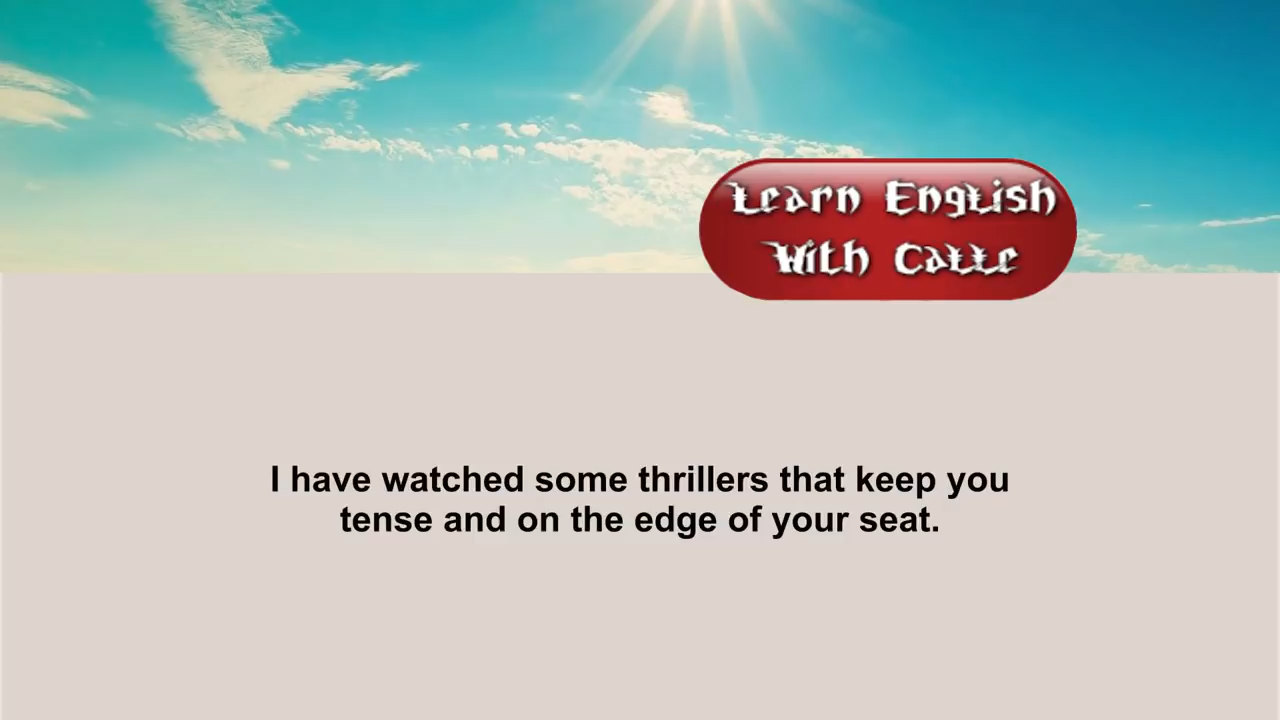 Learn English
With Calle
I have watched some thrillers that keep you
tense and on the edge of your seat.